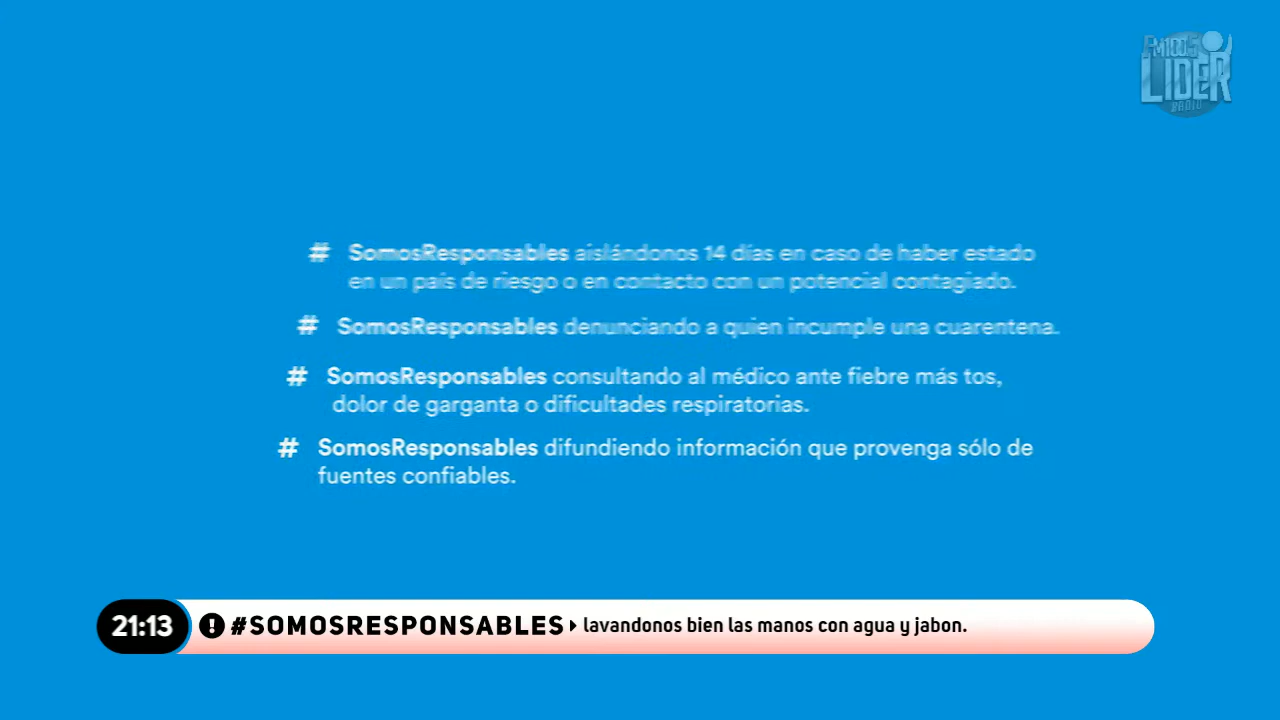 FM100.5
LIDER
RADIO
# SomosResponsables aislándonos 14 días en caso de haber estado
en un país de riesgo o en contacto con un potencial contagiado.
# SomosResponsables denunciando a quien incumple una cuarentena.
# SomosResponsables consultando al médico ante fiebre más tos,
dolor de garganta o dificultades respiratorias.
# SomosResponsables difundiendo información que provenga sólo de
fuentes confiables.
21:13 #SOMOSRESPONSABLES lavandonos bien las manos con agua y jabon.